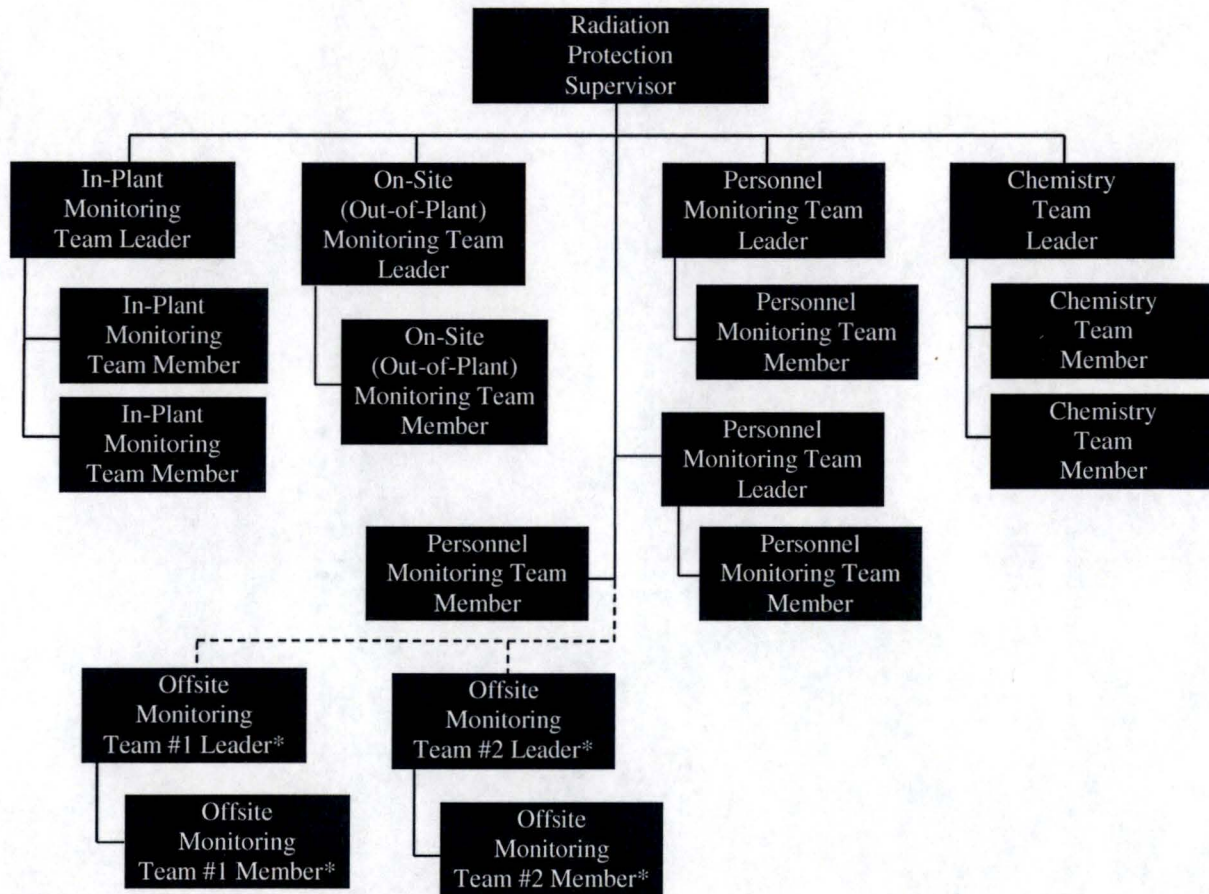 Radiation
Protection
Supervisor
In-Plant
Monitoring
Team Leader
On-Site
(Out-of-Plant)
Monitoring Team
Leader
Personnel
Monitoring Team
Leader
Chemistry
Team
Leader
In-Plant
Monitoring
Team Member
On-Site
(Out-of-Plant)
Monitoring Team
Member
Personnel
Monitoring Team
Member
Chemistry
Team
Member
In-Plant
Monitoring
Team Member
Personnel
Monitoring Team
Leader
Chemistry
Team
Member
Personnel
Monitoring Team
Member
Personnel
Monitoring Team
Member
Offsite
Monitoring
Team #1 Leader*
Offsite
Monitoring
Team #2 Leader*
Offsite
Monitoring
Team #1 Member*
Offsite
Monitoring
Team #2 Member*